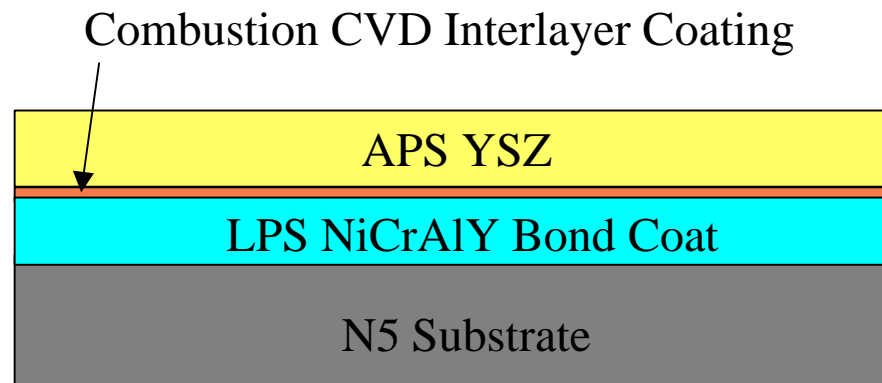 Combustion CVD Interlayer Coating
APS YSZ
LPS NiCrAlY Bond Coat
N5 Substrate